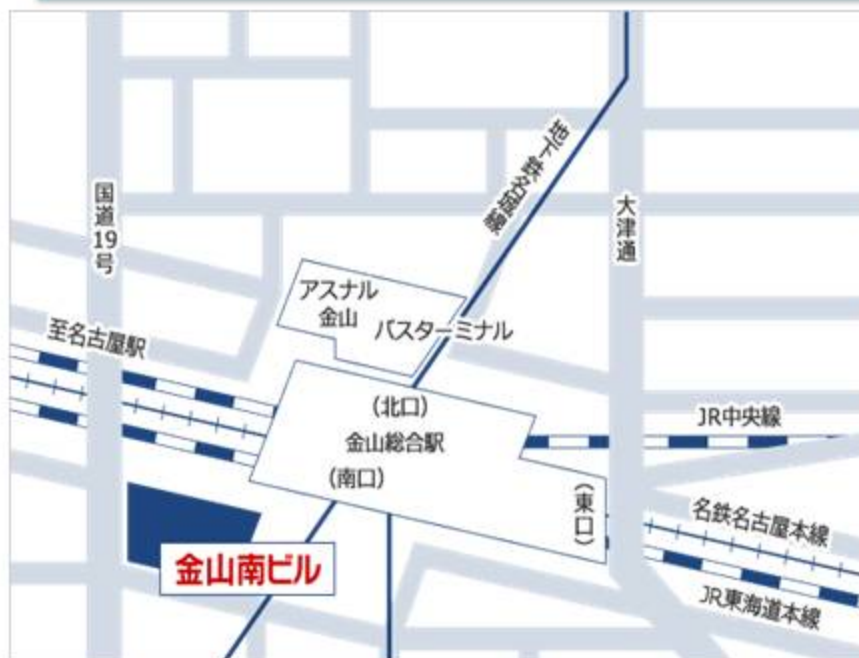 地下鉄名城線
国道19号
大津通
アスナル
金山
バスターミナル
至名古屋駅
（北口）
JR中央線
金山総合駅
（南口）
（東口）
名鉄名古屋本線
金山南ビル
JR東海道本線